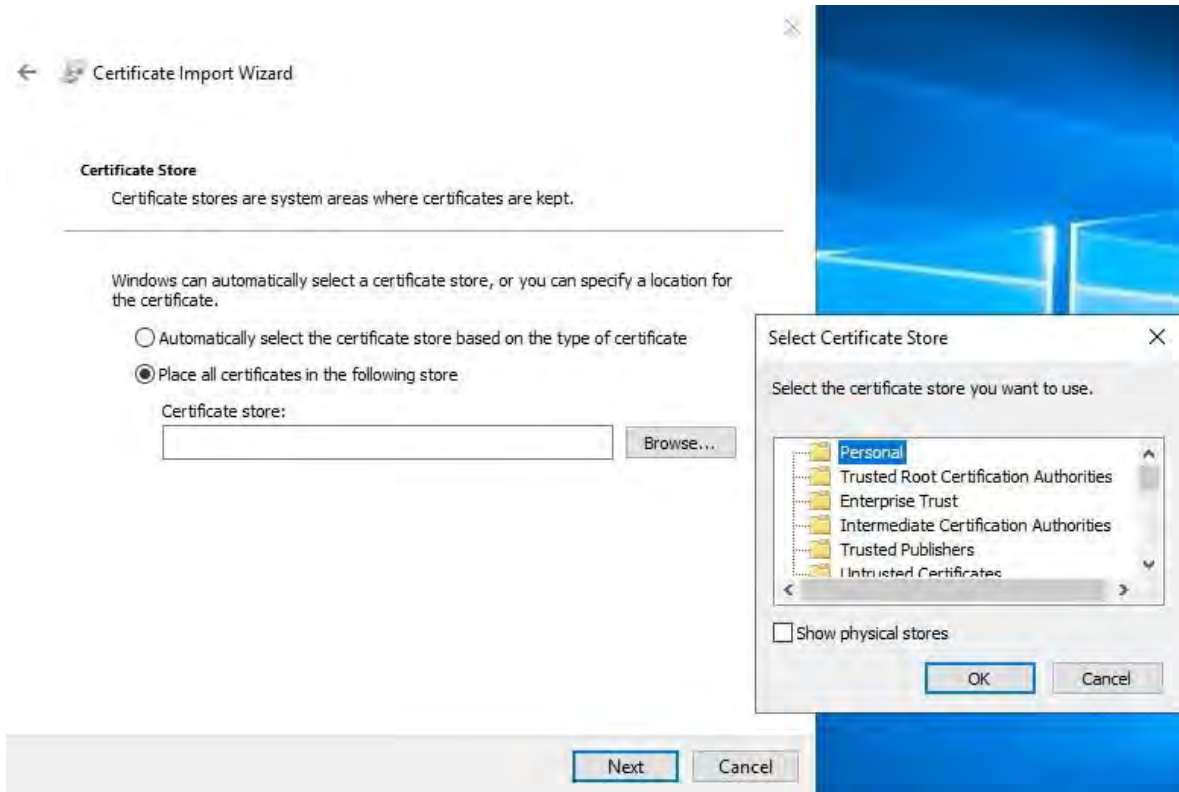 Certificate Import Wizard
Certificate Store
Certificate stores are system areas where certificates are kept.
Windows can automatically select a certificate store, or you can specify a location for
the certificate.
Automatically select the certificate store based on the type of certificate
Place all certificates in the following store
Certificate store:
Browse...
Next
Cancel
Select Certificate Store
Select the certificate store you want to use.
Personal
Trusted Root Certification Authorities
Enterprise Trust
Intermediate Certification Authorities
Trusted Publishers
Untrusted Certificates
Show physical stores
OK
Cancel